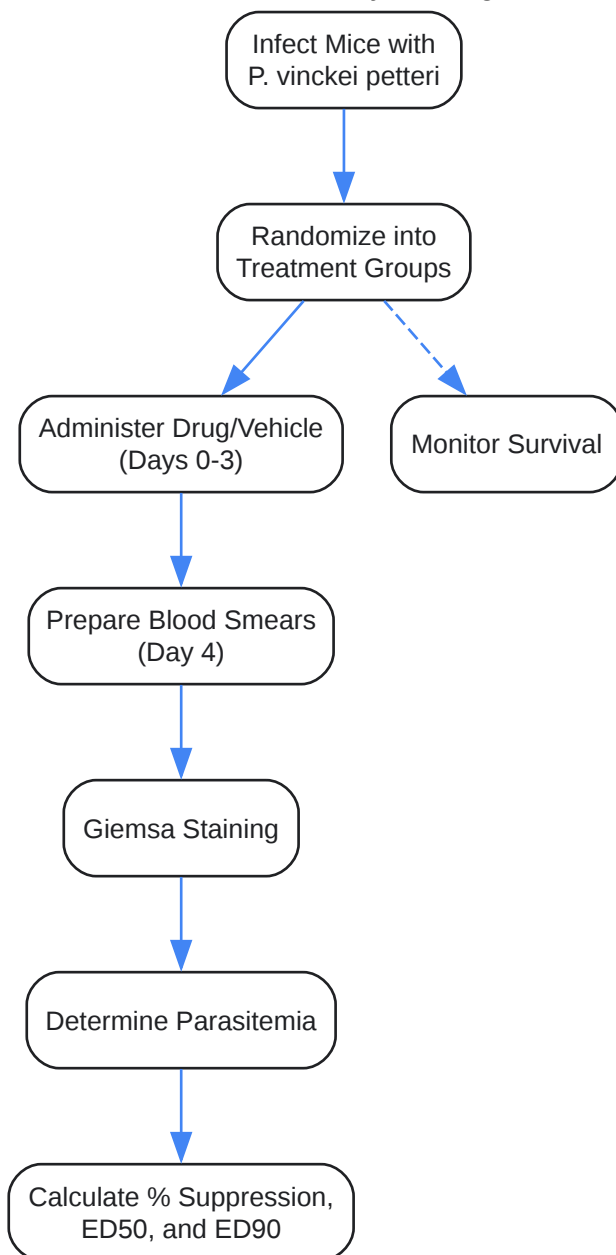 Infect Mice with
P. vinckei petteri
Randomize into
Treatment Groups
Administer Drug/Vehicle
(Days 0-3)
Monitor Survival
Prepare Blood Smears
(Day 4)
Giemsa Staining
Determine Parasitemia
Calculate % Suppression,
ED50, and ED90